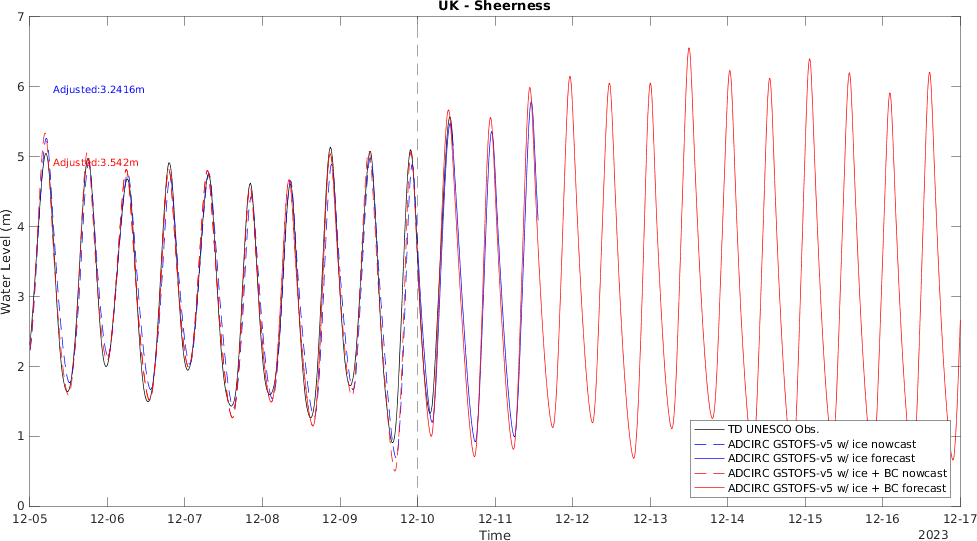 UK - Sheerness
7
6
5
4
3
2
1
0
Water Level (m)
Adjusted:3.2416m
Adjusted:3.542m
TD UNESCO Obs.
ADCIRC GSTOFS-v5 w/ ice nowcast
ADCIRC GSTOFS-v5 w/ ice forecast
ADCIRC GSTOFS-v5 w/ ice + BC nowcast
ADCIRC GSTOFS-v5 w/ ice + BC forecast
12-05 12-06 12-07 12-08 12-09 12-10 12-11 12-12 12-13 12-14 12-15 12-16 12-17
Time
2023